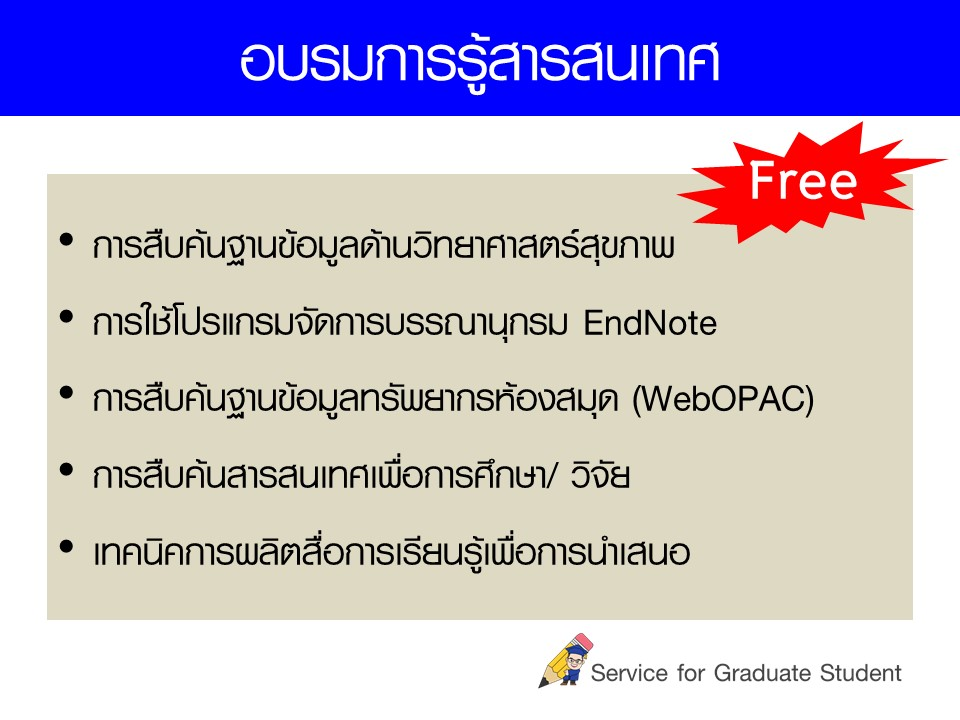 อบรมการรู้สารสนเทศ
Free
• การสืบค้นฐานข้อมูลด้านวิทยาศาสตร์สุขภาพ
• การใช้โปรแกรมจัดการบรรณานุกรม EndNote
• การสืบค้นฐานข้อมูลทรัพยากรห้องสมุด (WebOPAC)
• การสืบค้นสารสนเทศเพื่อการศึกษา/ วิจัย
• เทคนิคการผลิตสื่อการเรียนรู้เพื่อการนำเสนอ
Service for Graduate Student